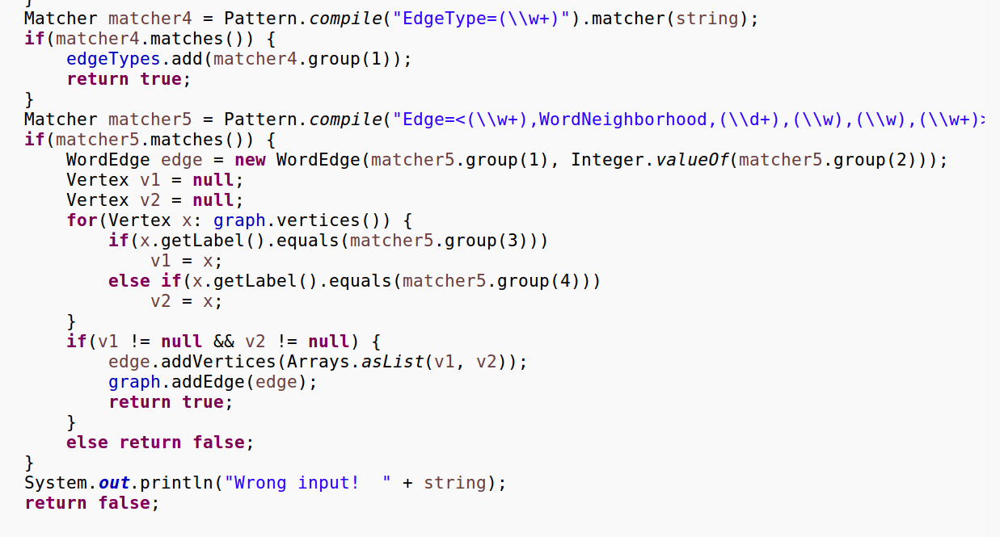 }
Matcher matcher4 = Pattern.compile("EdgeType=(\\w+)").matcher(string);
if(matcher4.matches()) {
    edgeTypes.add(matcher4.group(1));
    return true;
}
Matcher matcher5 = Pattern.compile("Edge=<(\\w+),WordNeighborhood,(\\d+),(\\w),(\\w),(\\w+)>
if(matcher5.matches()) {
    WordEdge edge = new WordEdge(matcher5.group(1), Integer.valueOf(matcher5.group(2)));
    Vertex v1 = null;
    Vertex v2 = null;
    for(Vertex x: graph.vertices()) {
        if(x.getLabel().equals(matcher5.group(3)))
            v1 = x;
        else if(x.getLabel().equals(matcher5.group(4)))
            v2 = x;
    }
    if(v1 != null && v2 != null) {
        edge.addVertices(Arrays.asList(v1, v2));
        graph.addEdge(edge);
        return true;
    }
    else return false;
}
System.out.println("Wrong input!  " + string);
return false;